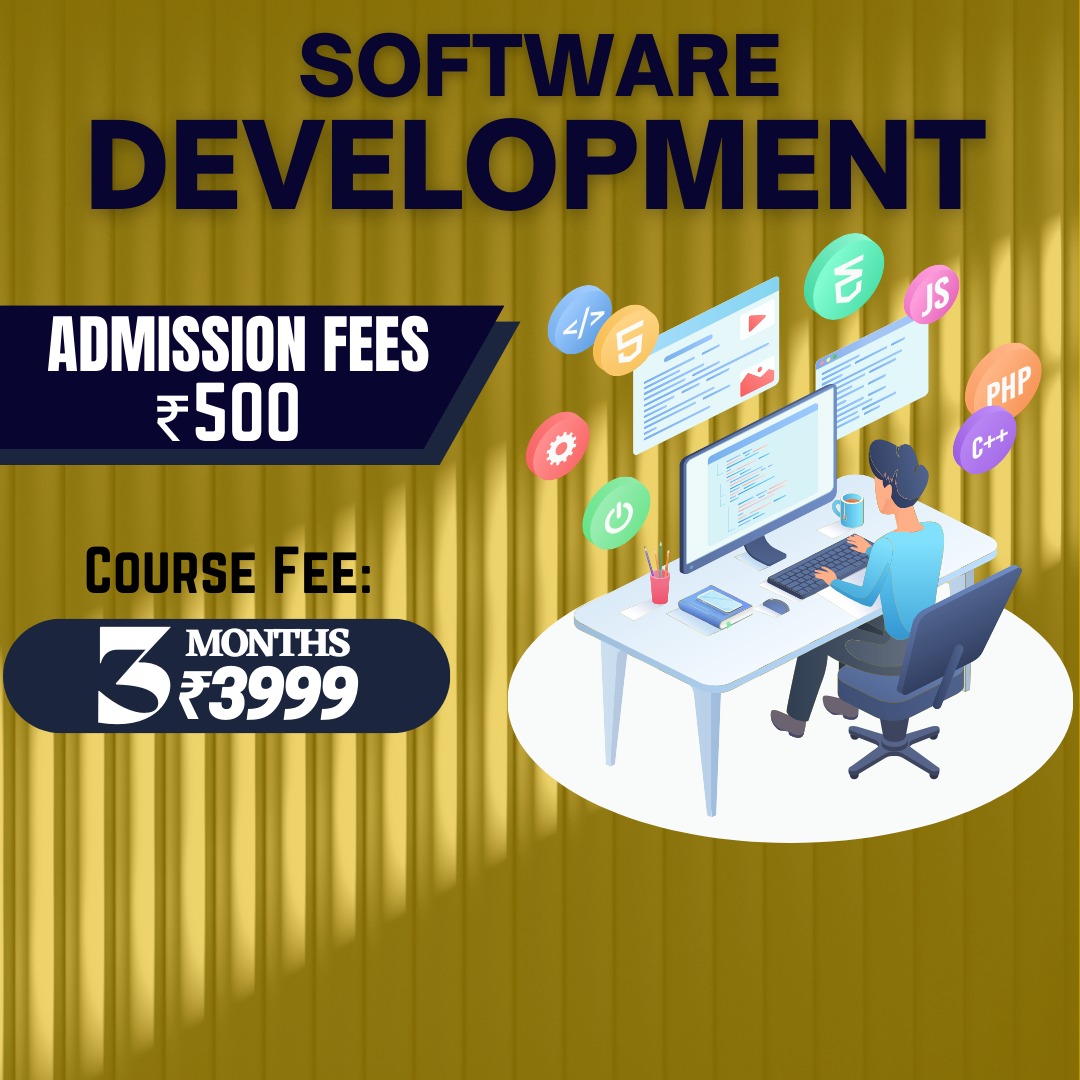 SOFTWARE
DEVELOPMENT
ADMISSION FEES
₹500
COURSE FEE:
3 MONTHS
₹3999
</>
5
JS
PHP
C++